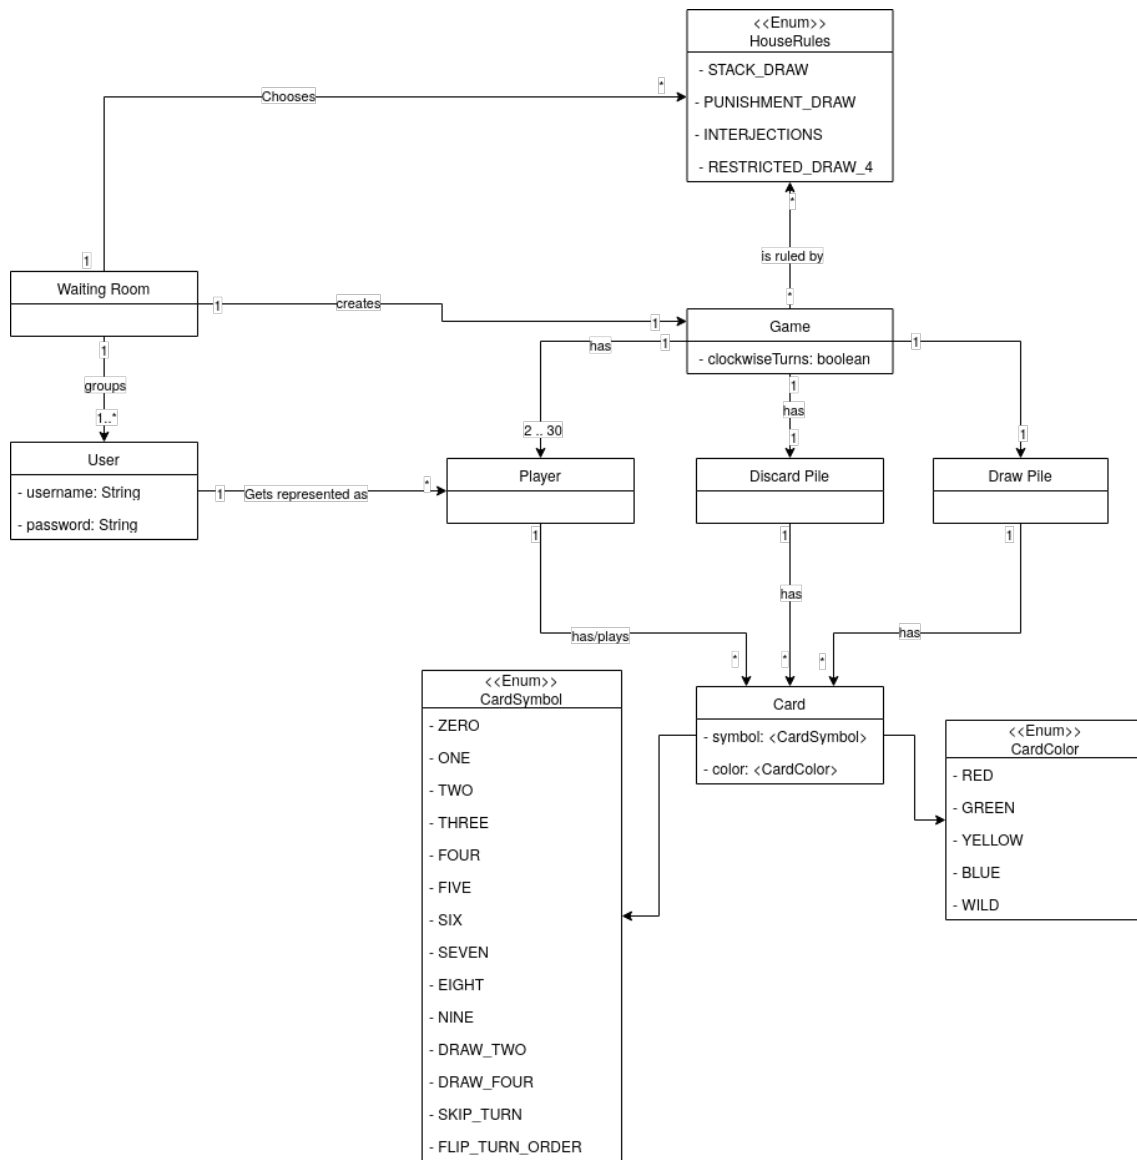 <<Enum>>
HouseRules
- STACK_DRAW
- PUNISHMENT_DRAW
- INTERJECTIONS
- RESTRICTED_DRAW_4
Chooses
*
1
*
is ruled by
*
Waiting Room
1
creates
1
Game
- clockwiseTurns: boolean
1
has
1
1
has
1
1
groups
1..*
2 .. 30
1
User
- username: String
- password: String
1
Gets represented as
*
Player
Discard Pile
Draw Pile
1
1
1
has/plays
has
has
*
*
*
<<Enum>>
CardSymbol
- ZERO
- ONE
- TWO
- THREE
- FOUR
- FIVE
- SIX
- SEVEN
- EIGHT
- NINE
- DRAW_TWO
- DRAW_FOUR
- SKIP_TURN
- FLIP_TURN_ORDER
Card
- symbol: <CardSymbol>
- color: <CardColor>
<<Enum>>
CardColor
- RED
- GREEN
- YELLOW
- BLUE
- WILD